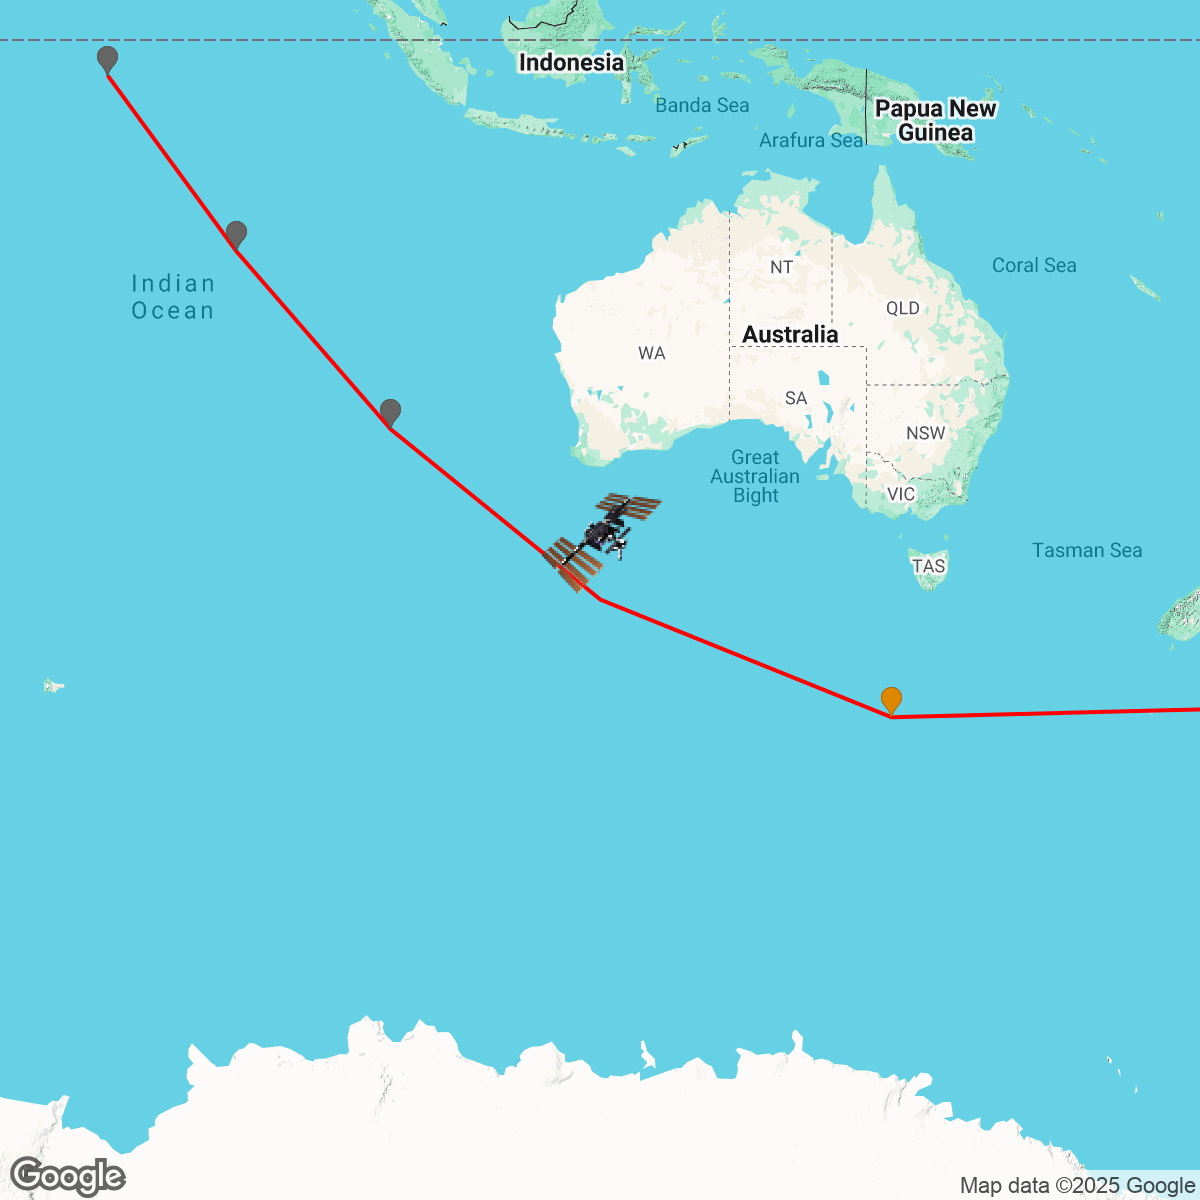 Indonesia
Banda Sea
Papua New
Guinea
Arafura Sea
Indian
Ocean
NT
Coral Sea
QLD
Australia
WA
SA
NSW
Great
Australian
Bight
VIC
Tasman Sea
TAS
Google
Map data ©2025 Google